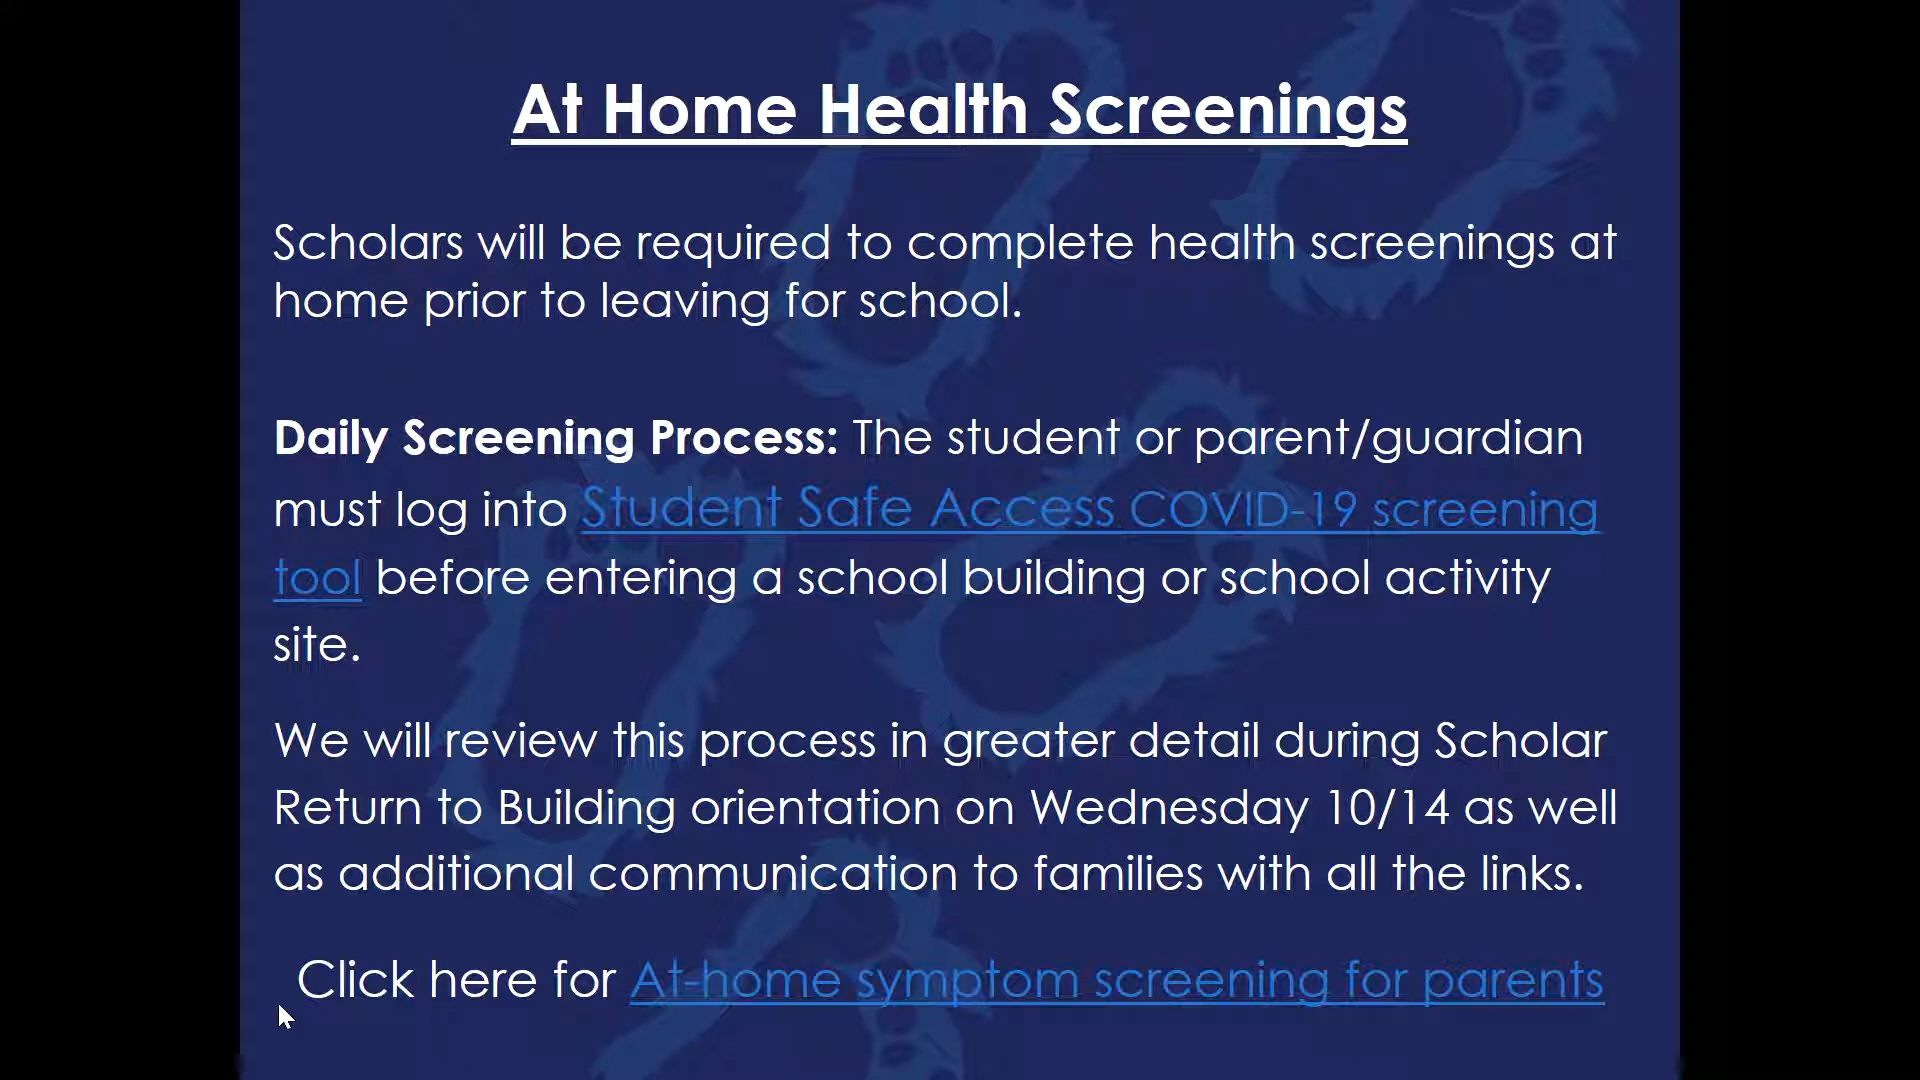 At Home Health Screenings
Scholars will be required to complete health screenings at
home prior to leaving for school.
Daily Screening Process: The student or parent/guardian
must log into Student Safe Access COVID-19 screening
tool before entering a school building or school activity
site.
We will review this process in greater detail during Scholar
Return to Building orientation on Wednesday 10/14 as well
as additional communication to families with all the links.
Click here for At-home symptom screening for parents